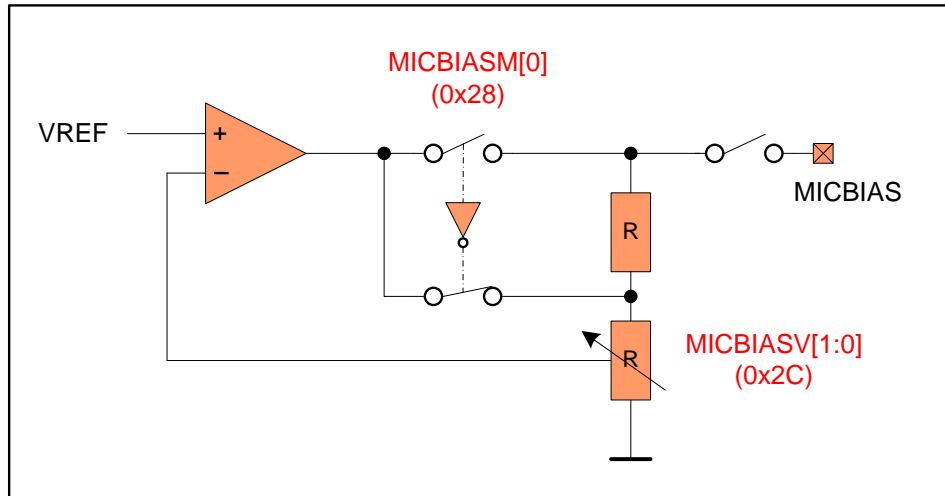 MICBIASM[0]
(0x28)
VREF
+
−
MICBIAS
R
R
MICBIASV[1:0]
(0x2C)